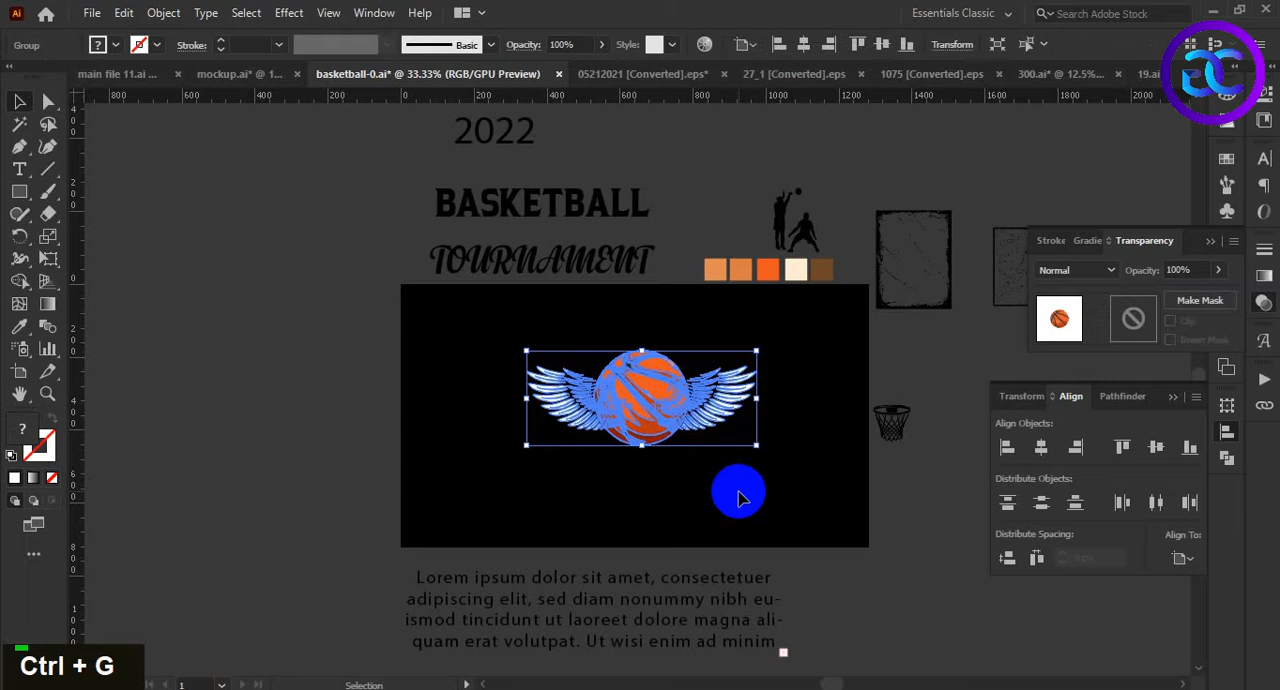 Ai File Edit Object Type Select Effect View Window Help Essentials Classic Search Adobe Stock
Group Stroke: Basic Opacity: 100% Style: Transform
main file 11.ai ... × mockup.ai* @ 1... × basketball-0.ai* @ 33.33% (RGB/GPU Preview) × 05212021 [Converted].eps* × 27_1 [Converted].eps × 1075 [Converted].eps × 300.ai* @ 12.5%... × 19.ai
800 600 400 200 0 200 400 600 800 1000 1200 1400 1600 1800 2000
2022
BASKETBALL
TOURNAMENT
Stroke Gradie Transparency
Normal Opacity: 100%
Make Mask
Clip
Invert Mask
Transform Align Pathfinder
Align Objects:
Distribute Objects:
Distribute Spacing: Align To:
Lorem ipsum dolor sit amet, consectetuer
adipiscing elit, sed diam nonummy nibh eu-
ismod tincidunt ut laoreet dolore magna ali-
quam erat volutpat. Ut wisi enim ad minim
Ctrl + G
1 Selection